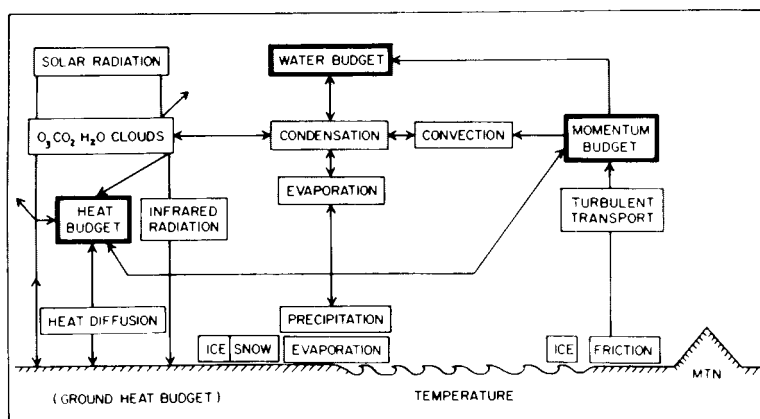 SOLAR RADIATION
WATER BUDGET
O₃ CO₂ H₂O CLOUDS
CONDENSATION
CONVECTION
MOMENTUM
BUDGET
EVAPORATION
HEAT
BUDGET
INFRARED
RADIATION
TURBULENT
TRANSPORT
HEAT DIFFUSION
PRECIPITATION
ICE SNOW
EVAPORATION
ICE
FRICTION
MTN
(GROUND HEAT BUDGET)
TEMPERATURE